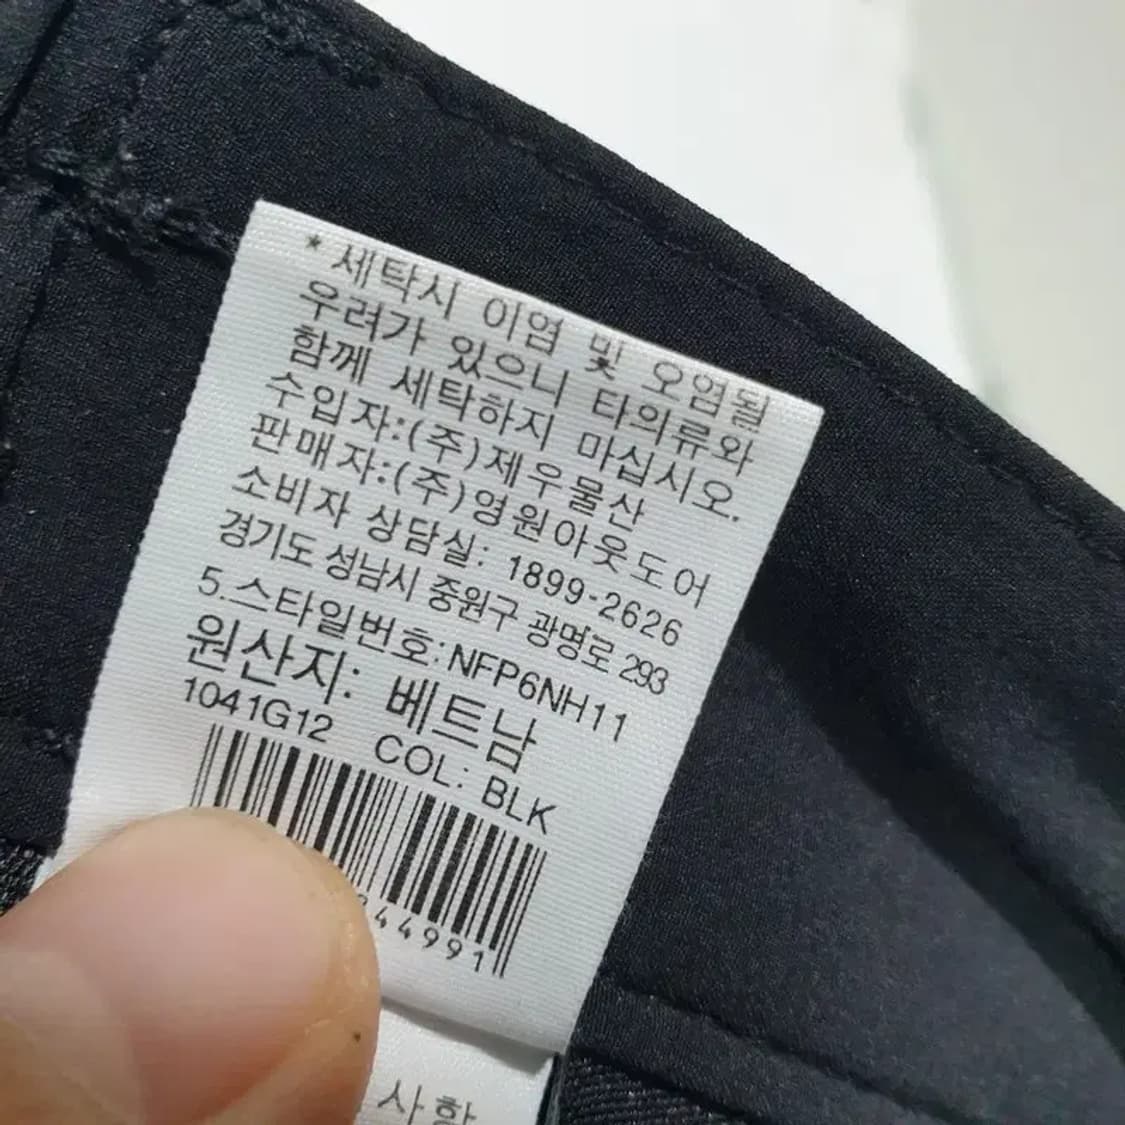 * 세탁시 이염 및 오염될
우려가 있으니 타의류와
함께 세탁하지 마십시오.
수입자:(주)제우물산
판매자:(주)영원아웃도어
소비자 상담실: 1899-2626
경기도 성남시 중원구 광명로 293
5.스타일번호:NFP6NH11
원산지: 베트남
1041G12 COL: BLK
44991
사항